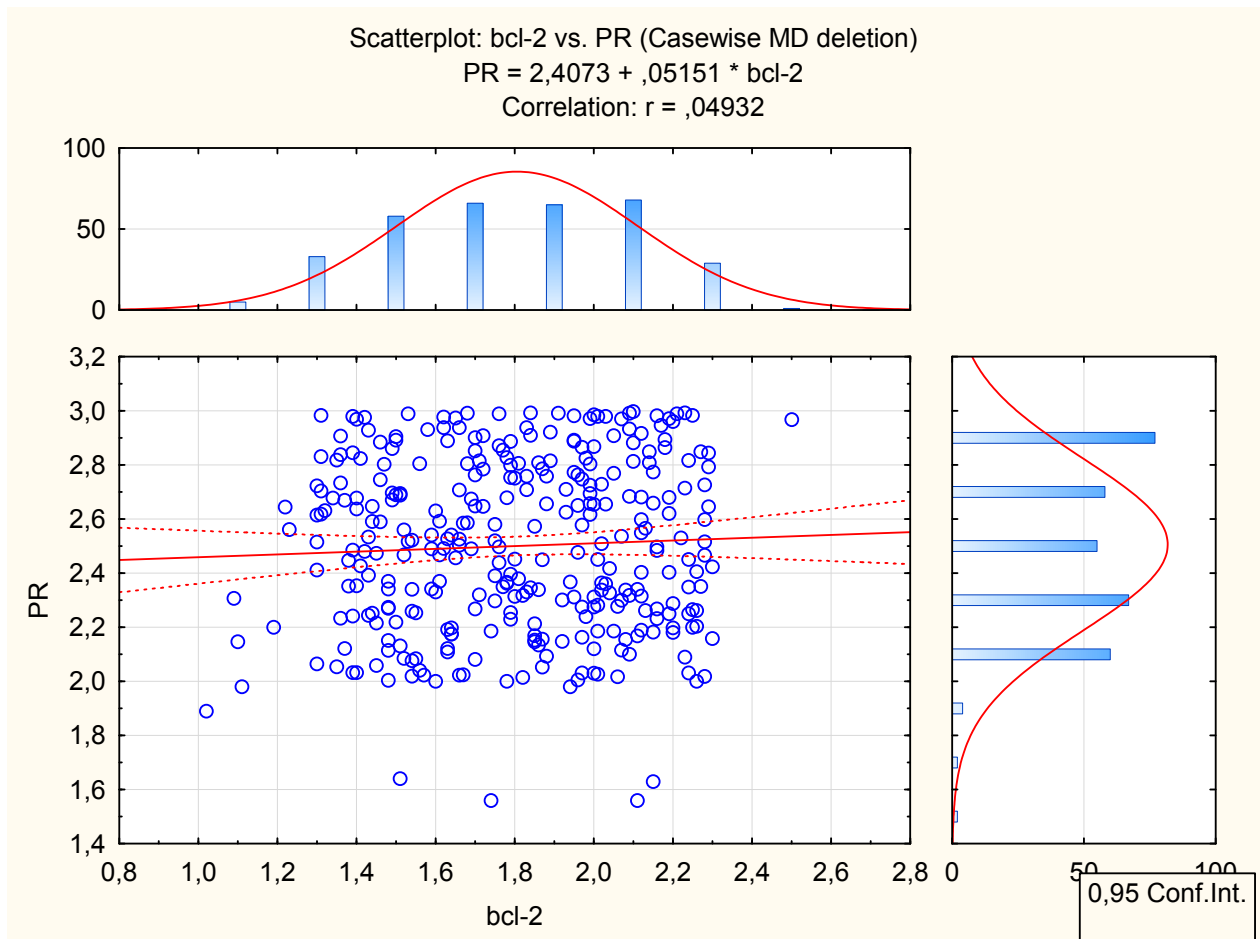 Scatterplot: bcl-2 vs. PR (Casewise MD deletion)
PR = 2,4073 + ,05151 * bcl-2
Correlation: r = ,04932
100
50
0
3,2
3,0
2,8
2,6
2,4
2,2
2,0
1,8
1,6
1,4
PR
0,8 1,0 1,2 1,4 1,6 1,8 2,0 2,2 2,4 2,6 2,8
bcl-2
0 50 100
0,95 Conf.Int.